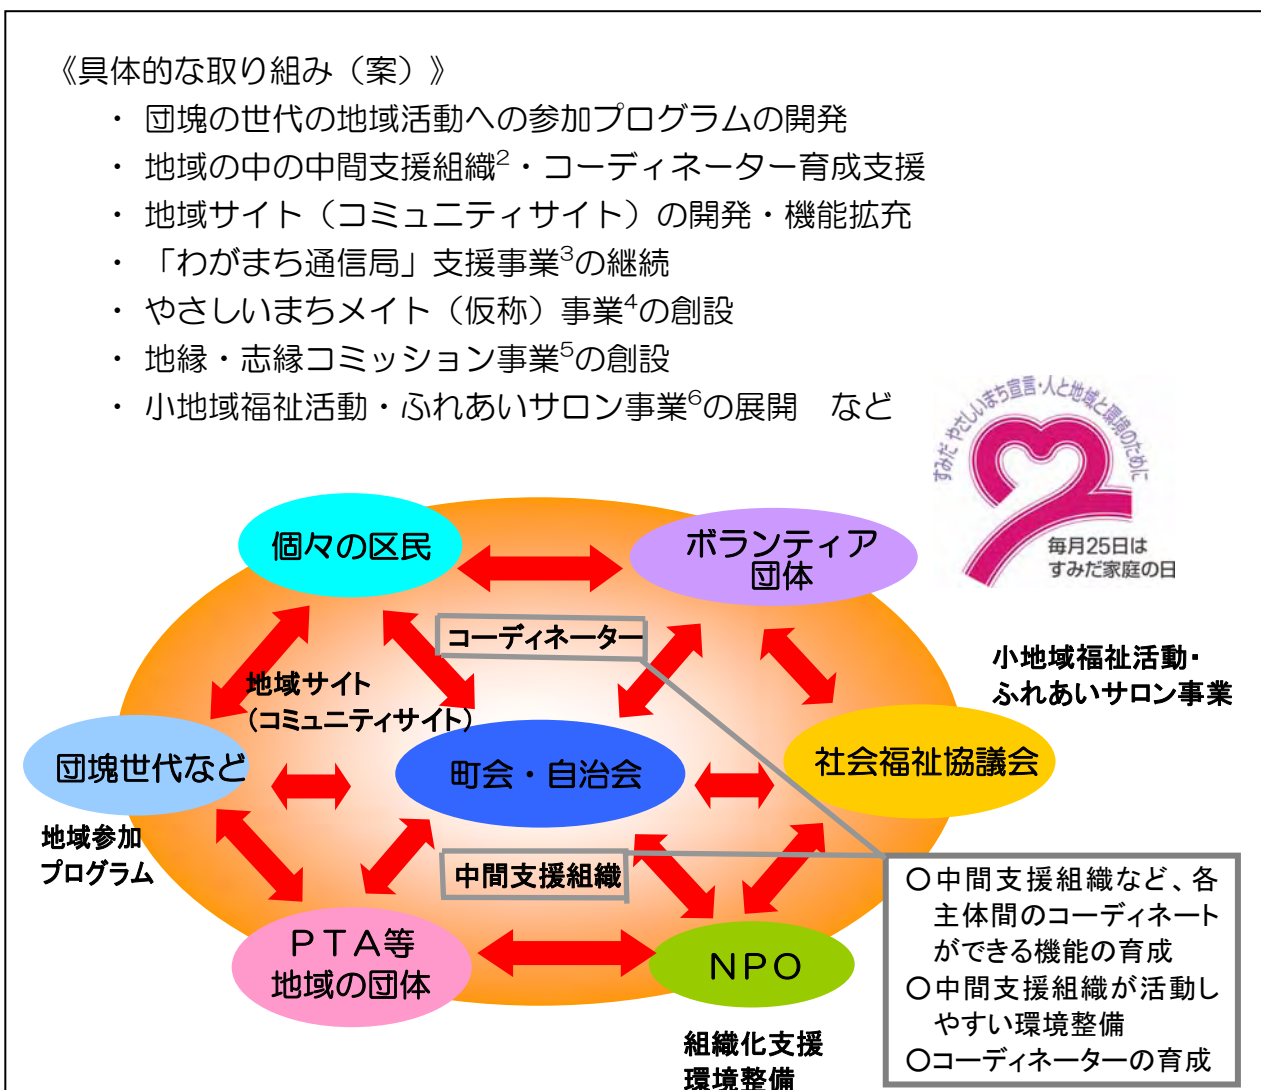 《具体的な取り組み（案）》
・ 団塊の世代の地域活動への参加プログラムの開発
・ 地域の中の中間支援組織2・コーディネーター育成支援
・ 地域サイト（コミュニティサイト）の開発・機能拡充
・ 「わがまち通信局」支援事業3の継続
・ やさしいまちメイト（仮称）事業4の創設
・ 地縁・志縁コミッション事業5の創設
・ 小地域福祉活動・ふれあいサロン事業6の展開　など
すみだ やさしいまち宣言・人と地域と環境のために
毎月25日は
すみだ家庭の日
個々の区民
ボランティア
団体
コーディネーター
小地域福祉活動・
ふれあいサロン事業
地域サイト
（コミュニティサイト）
団塊世代など
町会・自治会
社会福祉協議会
地域参加
プログラム
中間支援組織
ＰＴＡ等
地域の団体
ＮＰＯ
組織化支援
環境整備
○中間支援組織など、各
主体間のコーディネート
ができる機能の育成
○中間支援組織が活動し
やすい環境整備
○コーディネーターの育成